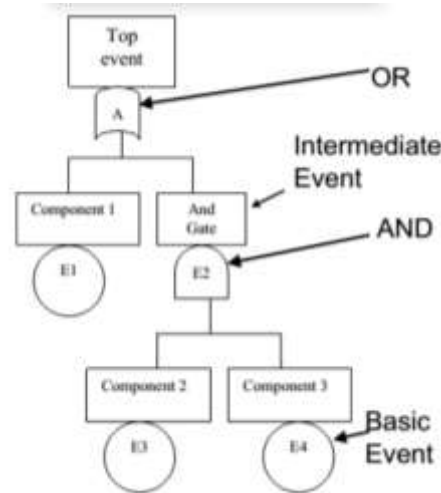 Top
event
A
OR
Intermediate
Event
Component 1
And
Gate
AND
E1
E2
Component 2
Component 3
E3
E4
Basic
Event